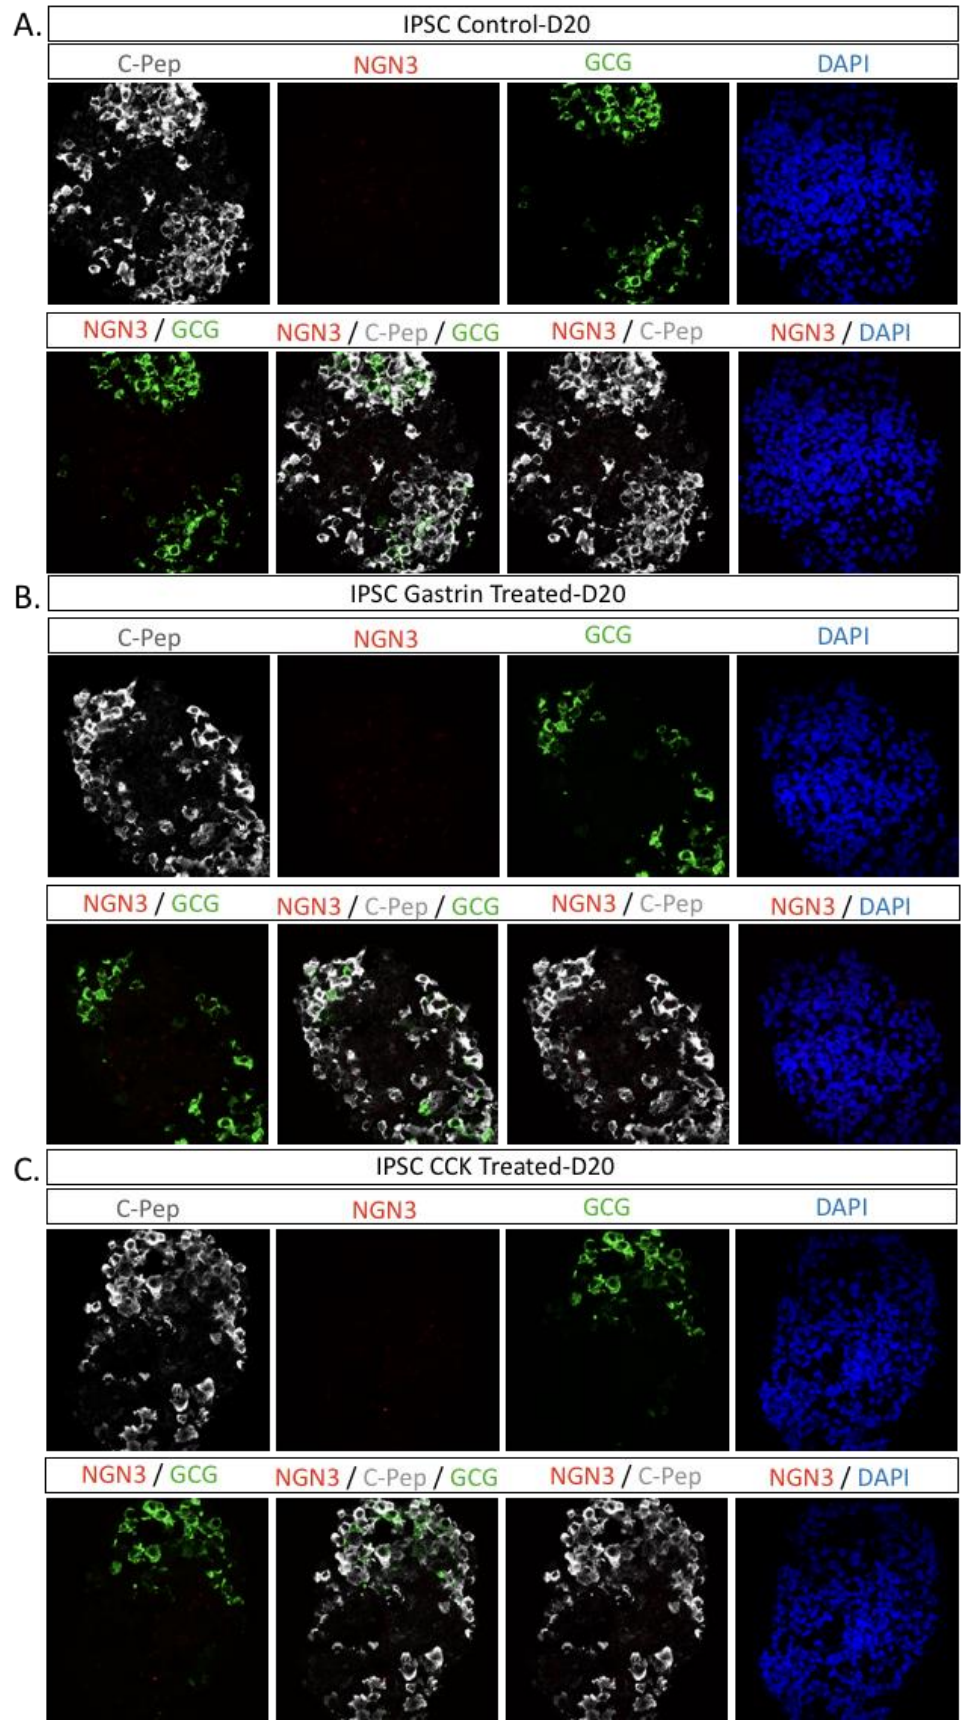 A.
IPSC Control-D20
C-Pep NGN3 GCG DAPI
NGN3 / GCG NGN3 / C-Pep / GCG NGN3 / C-Pep NGN3 / DAPI
B.
IPSC Gastrin Treated-D20
C-Pep NGN3 GCG DAPI
NGN3 / GCG NGN3 / C-Pep / GCG NGN3 / C-Pep NGN3 / DAPI
C.
IPSC CCK Treated-D20
C-Pep NGN3 GCG DAPI
NGN3 / GCG NGN3 / C-Pep / GCG NGN3 / C-Pep NGN3 / DAPI